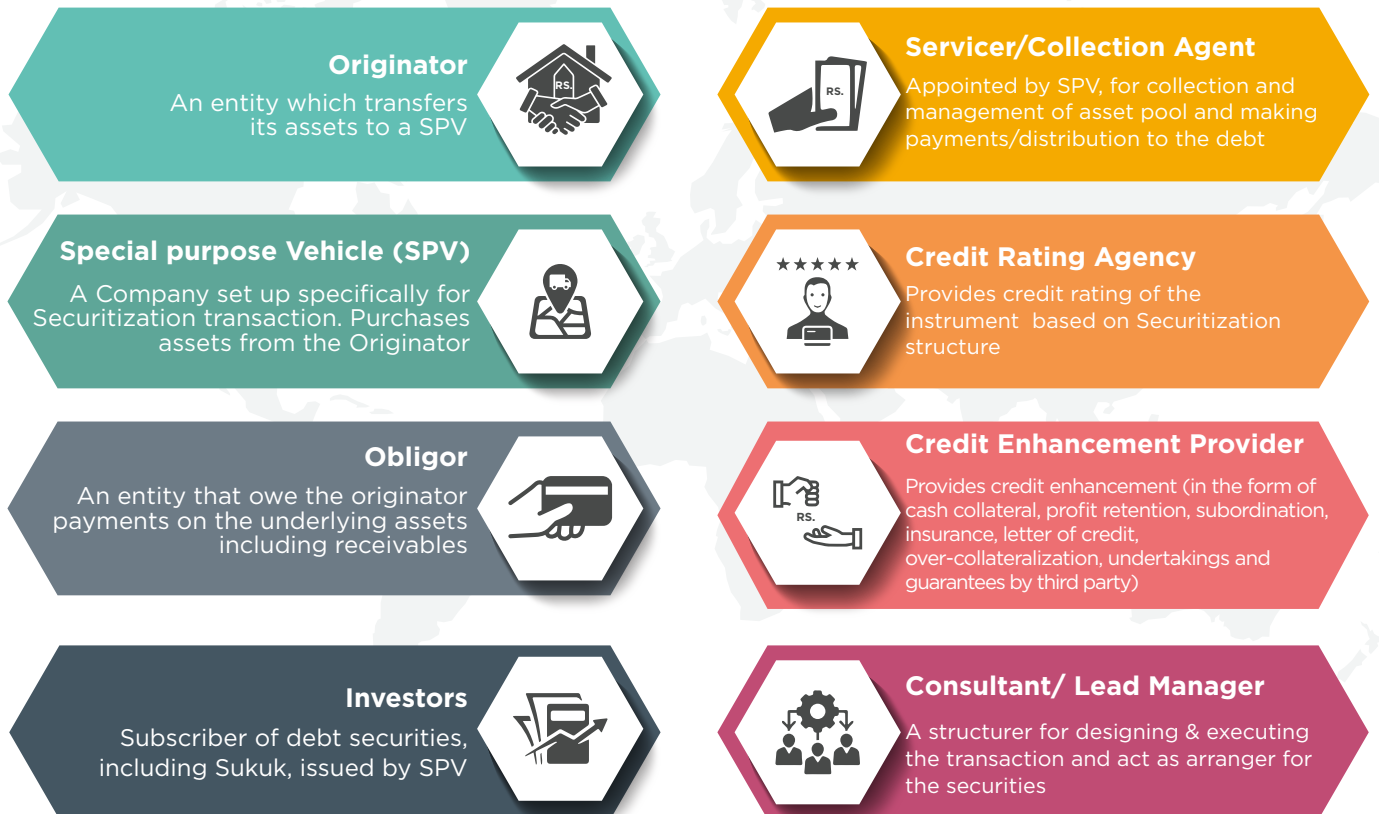 Originator
An entity which transfers
its assets to a SPV
RS.
Special purpose Vehicle (SPV)
A Company set up specifically for
Securitization transaction. Purchases
assets from the Originator
Obligor
An entity that owe the originator
payments on the underlying assets
including receivables
Investors
Subscriber of debt securities,
including Sukuk, issued by SPV
Servicer/Collection Agent
Appointed by SPV, for collection and
management of asset pool and making
payments/distribution to the debt
RS.
Credit Rating Agency
Provides credit rating of the
instrument based on Securitization
structure
Credit Enhancement Provider
Provides credit enhancement (in the form of
cash collateral, profit retention, subordination,
insurance, letter of credit,
over-collateralization, undertakings and
guarantees by third party)
RS.
Consultant/ Lead Manager
A structurer for designing & executing
the transaction and act as arranger for
the securities